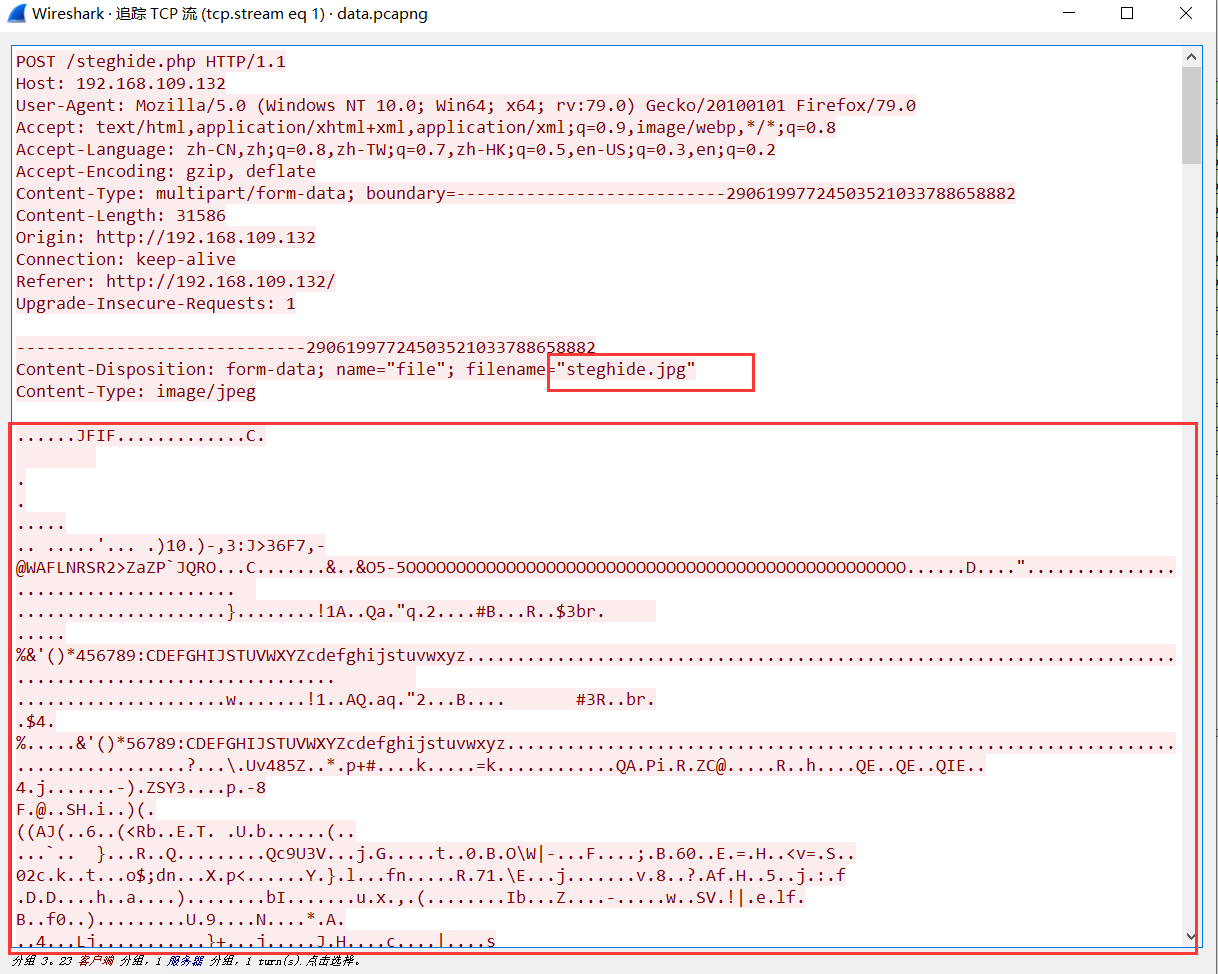 Wireshark · 追踪 TCP 流 (tcp.stream eq 1) · data.pcapng
POST /steghide.php HTTP/1.1
Host: 192.168.109.132
User-Agent: Mozilla/5.0 (Windows NT 10.0; Win64; x64; rv:79.0) Gecko/20100101 Firefox/79.0
Accept: text/html,application/xhtml+xml,application/xml;q=0.9,image/webp,*/*;q=0.8
Accept-Language: zh-CN,zh;q=0.8,zh-TW;q=0.7,zh-HK;q=0.5,en-US;q=0.3,en;q=0.2
Accept-Encoding: gzip, deflate
Content-Type: multipart/form-data; boundary=---------------------------290619977245035210337886​58882
Content-Length: 31586
Origin: http://192.168.109.132
Connection: keep-alive
Referer: http://192.168.109.132/
Upgrade-Insecure-Requests: 1
-----------------------------29061997724503521033788658882
Content-Disposition: form-data; name="file"; filename="steghide.jpg"
Content-Type: image/jpeg
......JFIF.............C.
.
.
.....
.. .....'... .)10.)-,3:J>36F7,-
@WAFLNRSR2>ZaZP`JQRO...C.......&..&O5-5OOOOOOOOOOOOOOOOOOOOOOOOOOOOOOOOOOOOOOOOOOOOOOOOOO......D....."...............
......................
.....................}........!1A..Qa."q.2....#B...R..$3br.
.....
%&'()*456789:CDEFGHIJSTUVWXYZcdefghijstuvwxyz.......................................................................
................................
.....................w.......!1..AQ.aq."2...B....	#3R..br.
.$4.
%.....&'()*56789:CDEFGHIJSTUVWXYZcdefghijstuvwxyz...................................................................
.................?...\.Uv485Z..*.p+#....k.....=k............QA.Pi.R.ZC@.....R..h....QE..QE..QIE..
4.j.......-).ZSY3....p.-8
F.@..SH.i..)(.
((AJ(..6..(<Rb..E.T. .U.b......(..
...`..	}...R..Q.........Qc9U3V...j.G.....t..0.B.O\W|-...F....;.B.60..E.=.H..<v=.S..
02c.k..t...o$;dn...X.p<......Y.}.l...fn.....R.71.\E...j.......v.8..?.Af.H..5..j.:.f
.D.D....h..a....)........bI.......u.x.,.(........Ib...Z....-.....w..SV.!|.e.lf.
B..f0..).........U.9....N....*.A.
..4...Lj...........}+...j.....J.H....c....|....s
分组 3。23 客户端 分组，1 服务器 分组，1 turn(s).点击选择。